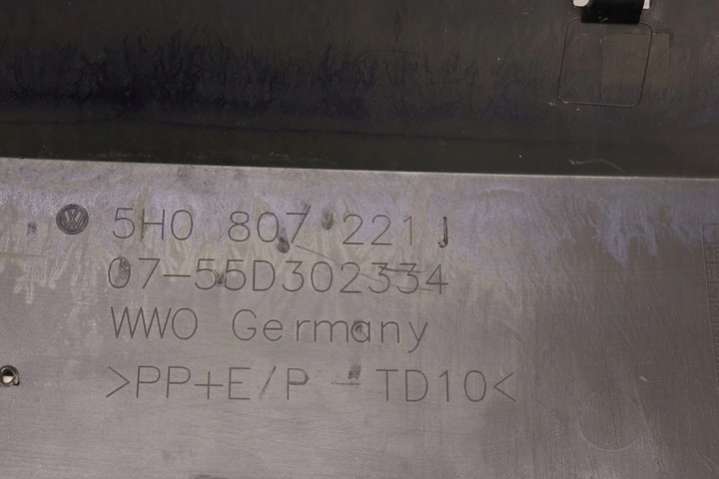 5H0 807 221 J
07-55D302334
WWO Germany
>PP+E/P - TD10<